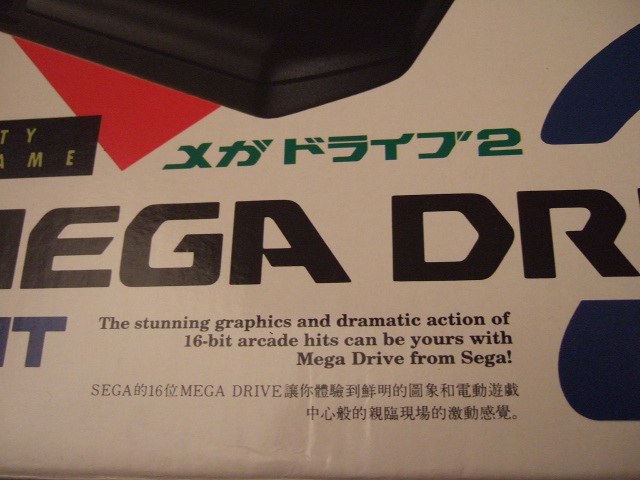 TY
AME
メガドライブ2
MEGA DRI
IT
The stunning graphics and dramatic action of
16-bit arcade hits can be yours with
Mega Drive from Sega!
SEGA的16位MEGA DRIVE讓你體驗到鮮明的圖象和電動遊戲
中心般的親臨現場的激動感覺。